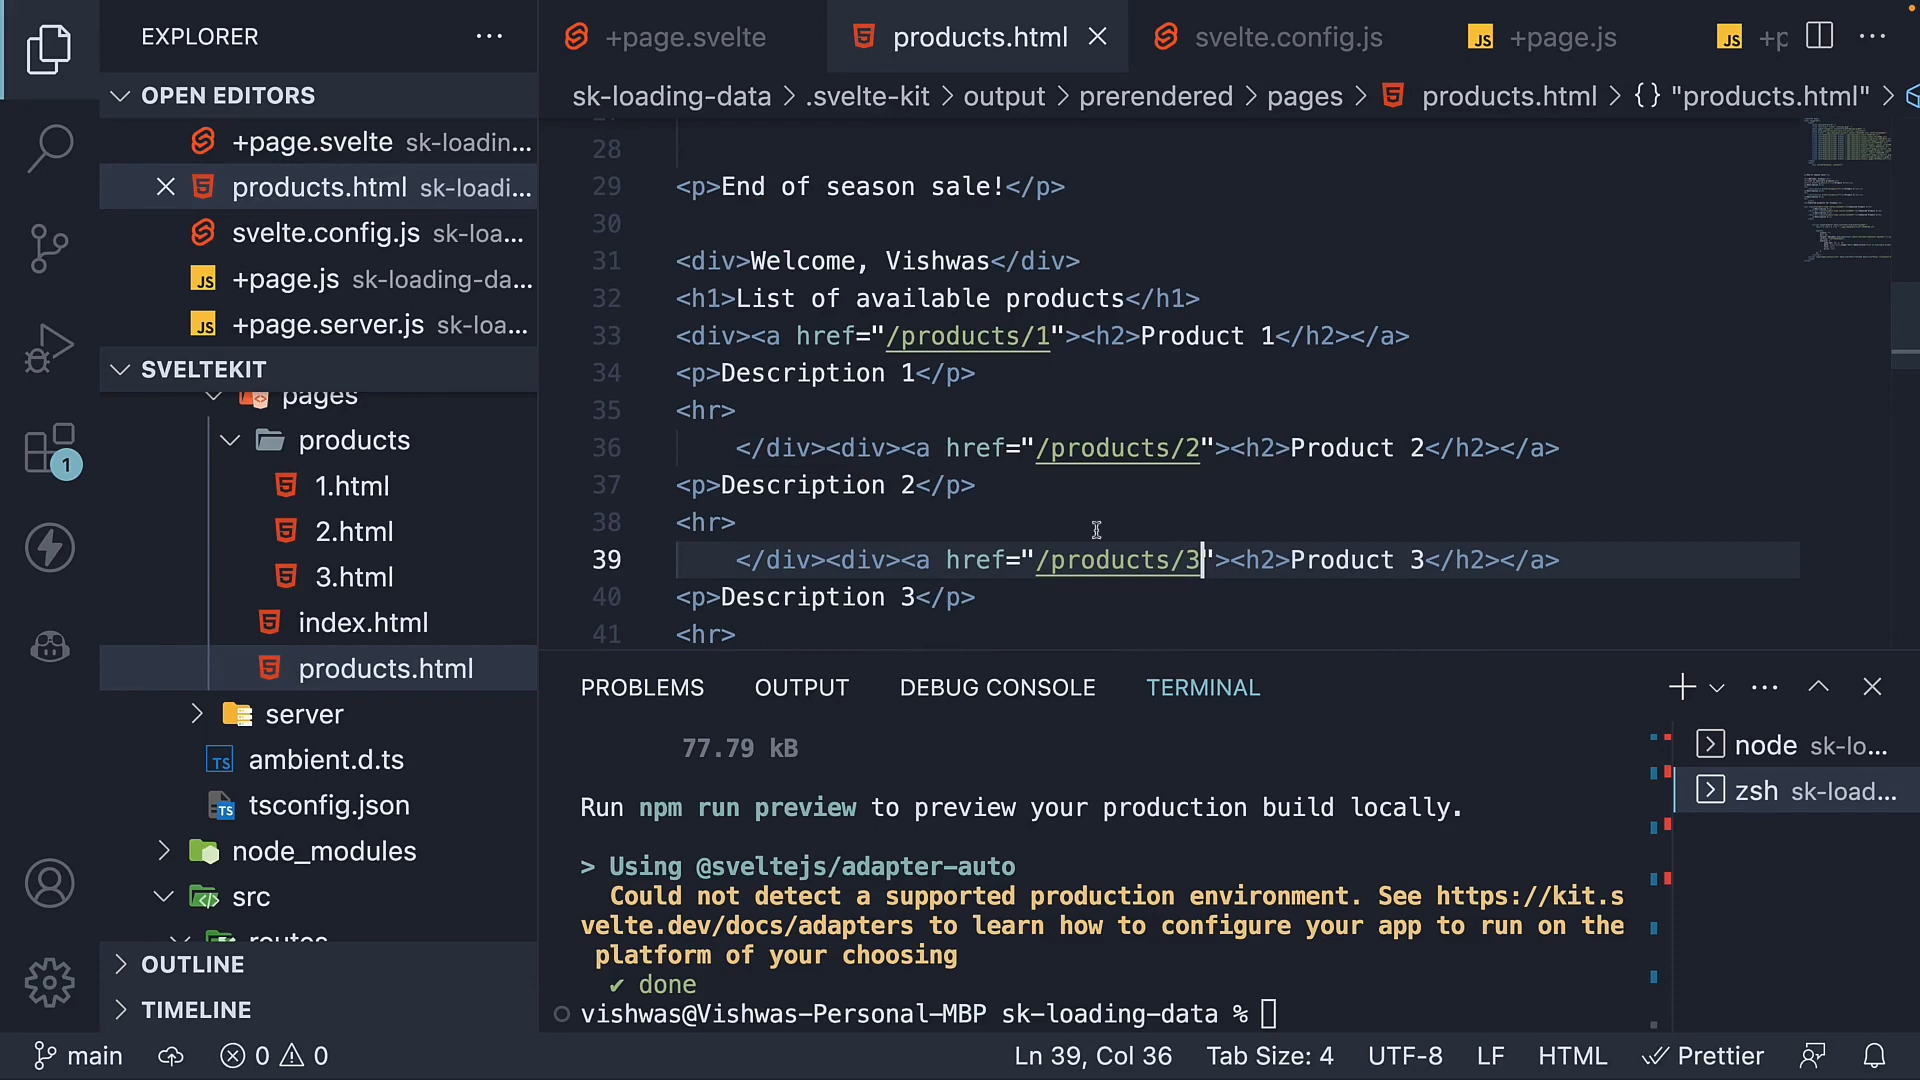 EXPLORER
OPEN EDITORS
+page.svelte sk-loadin...
products.html sk-loadi...
svelte.config.js sk-loa...
JS +page.js sk-loading-da...
JS +page.server.js sk-loa...
SVELTEKIT
pages
products
1.html
2.html
3.html
index.html
products.html
server
TS ambient.d.ts
TS tsconfig.json
node_modules
src
routes
OUTLINE
TIMELINE
1
+page.svelte
products.html
svelte.config.js
JS +page.js
JS +p
sk-loading-data > .svelte-kit > output > prerendered > pages > products.html > {} "products.html" >
28
29 <p>End of season sale!</p>
30
31 <div>Welcome, Vishwas</div>
32 <h1>List of available products</h1>
33 <div><a href="/products/1"><h2>Product 1</h2></a>
34 <p>Description 1</p>
35 <hr>
36 </div><div><a href="/products/2"><h2>Product 2</h2></a>
37 <p>Description 2</p>
38 <hr>
39 </div><div><a href="/products/3"><h2>Product 3</h2></a>
40 <p>Description 3</p>
41 <hr>
PROBLEMS OUTPUT DEBUG CONSOLE TERMINAL
77.79 kB
Run npm run preview to preview your production build locally.
> Using @sveltejs/adapter-auto
Could not detect a supported production environment. See https://kit.s
velte.dev/docs/adapters to learn how to configure your app to run on the
platform of your choosing
✔ done
vishwas@Vishwas-Personal-MBP sk-loading-data %
node sk-lo...
zsh sk-load...
main 0 0
Ln 39, Col 36 Tab Size: 4 UTF-8 LF HTML Prettier